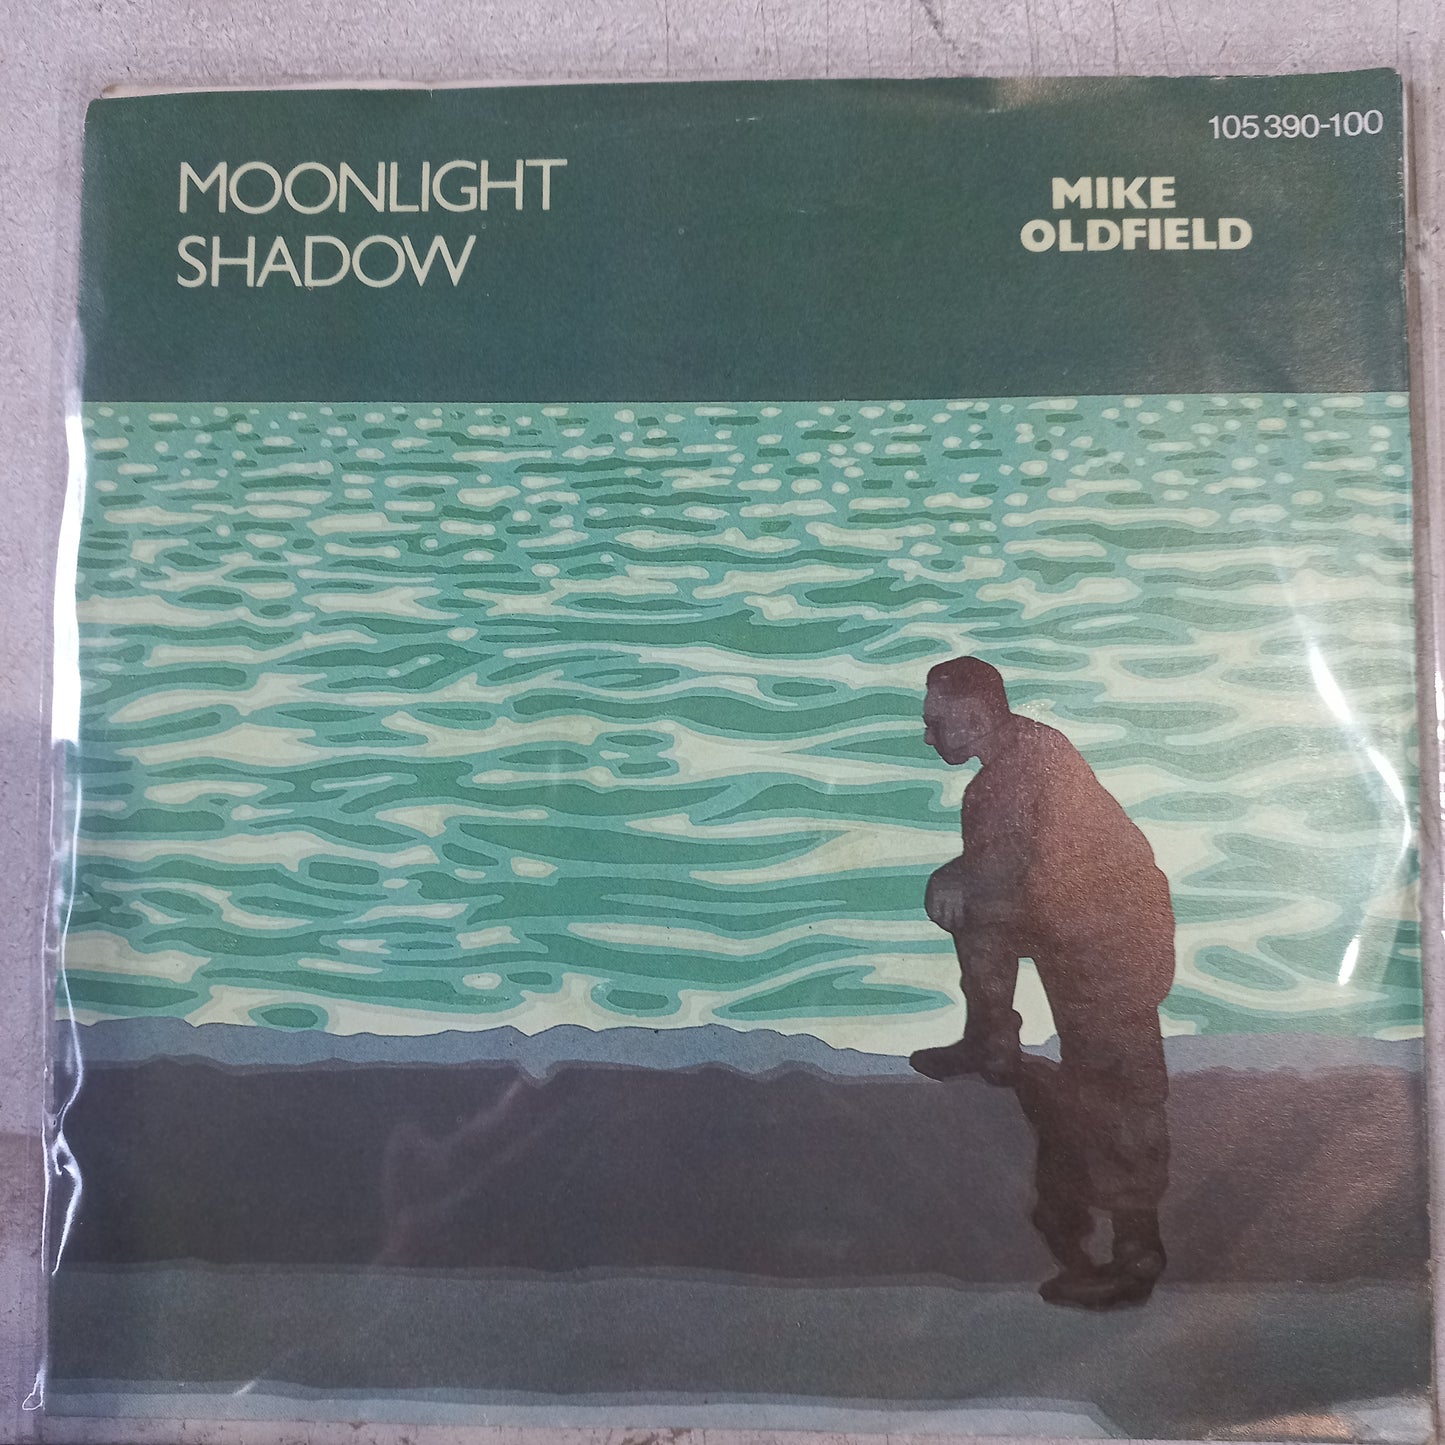 105 390-100
MOONLIGHT
SHADOW
MIKE
OLDFIELD